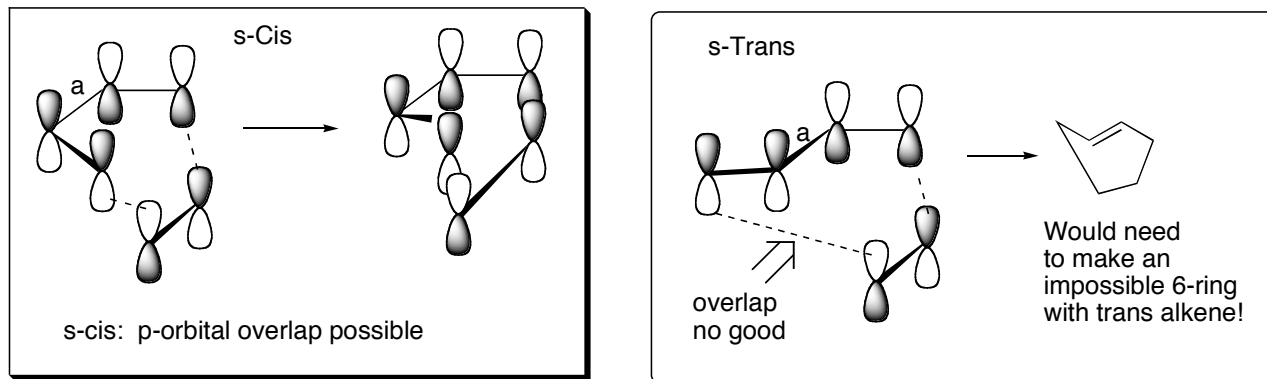 s-Cis
a
s-cis:  p-orbital overlap possible
s-Trans
a
overlap
no good
Would need
to make an
impossible 6-ring
with trans alkene!